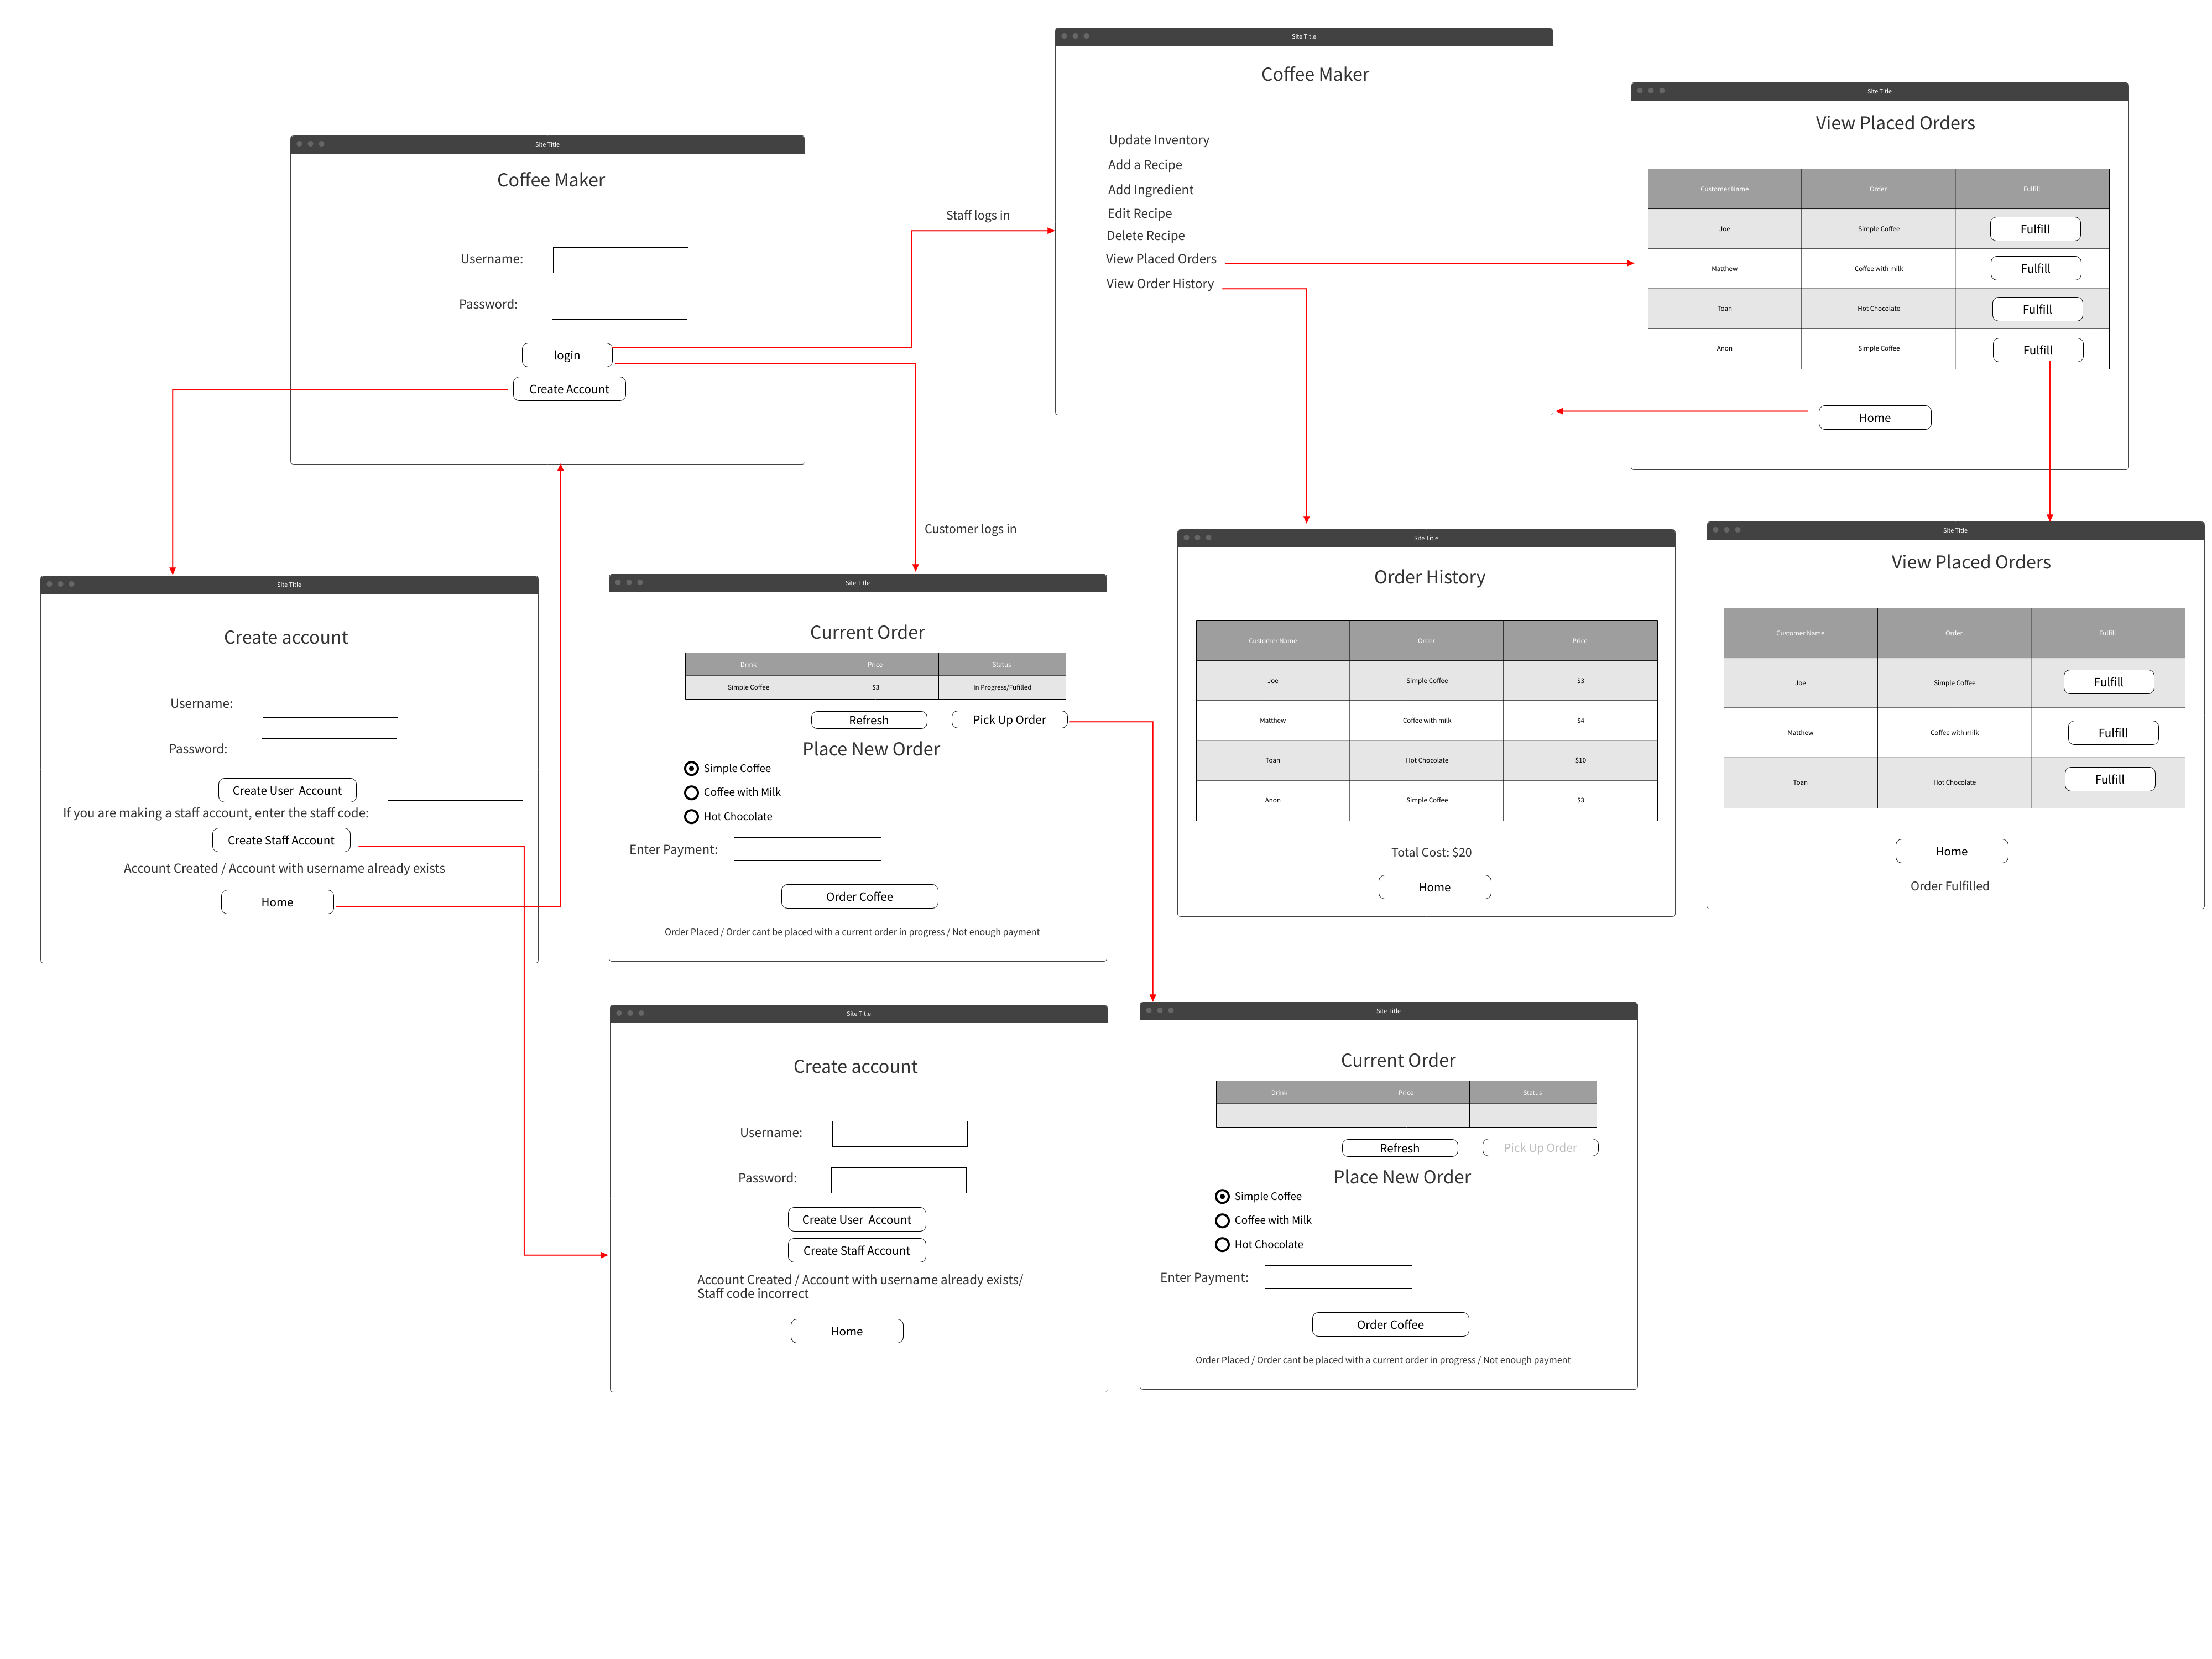 Site Title
Coffee Maker
Update Inventory
Add a Recipe
Add Ingredient
Edit Recipe
Delete Recipe
View Placed Orders
View Order History
Site Title
View Placed Orders
Customer Name Order Fulfill
Joe Simple Coffee Fulfill
Matthew Coffee with milk Fulfill
Toan Hot Chocolate Fulfill
Anon Simple Coffee Fulfill
Home
Site Title
Coffee Maker
Username:
Password:
login
Create Account
Staff logs in
Customer logs in
Site Title
Create account
Username:
Password:
Create User Account
If you are making a staff account, enter the staff code:
Create Staff Account
Account Created / Account with username already exists
Home
Site Title
Current Order
Drink Price Status
Simple Coffee $3 In Progress/Fufilled
Refresh Pick Up Order
Place New Order
Simple Coffee
Coffee with Milk
Hot Chocolate
Enter Payment:
Order Coffee
Order Placed / Order cant be placed with a current order in progress / Not enough payment
Site Title
Order History
Customer Name Order Price
Joe Simple Coffee $3
Matthew Coffee with milk $4
Toan Hot Chocolate $10
Anon Simple Coffee $3
Total Cost: $20
Home
Site Title
View Placed Orders
Customer Name Order Fulfill
Joe Simple Coffee Fulfill
Matthew Coffee with milk Fulfill
Toan Hot Chocolate Fulfill
Home
Order Fulfilled
Site Title
Create account
Username:
Password:
Create User Account
Create Staff Account
Account Created / Account with username already exists/
Staff code incorrect
Home
Site Title
Current Order
Drink Price Status
Refresh Pick Up Order
Place New Order
Simple Coffee
Coffee with Milk
Hot Chocolate
Enter Payment:
Order Coffee
Order Placed / Order cant be placed with a current order in progress / Not enough payment